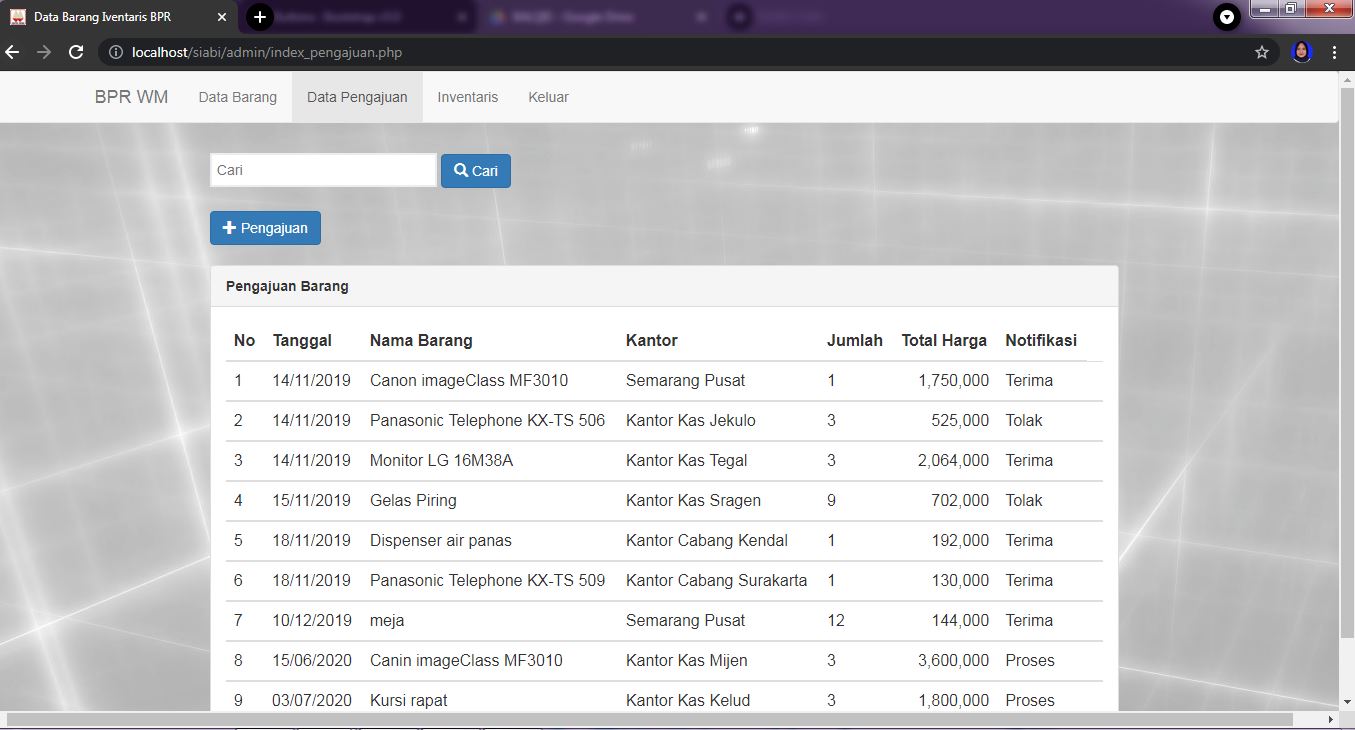 Data Barang Iventaris BPR
localhost/siabi/admin/index_pengajuan.php
BPR WM Data Barang Data Pengajuan Inventaris Keluar
Cari Cari
Pengajuan
Pengajuan Barang
No Tanggal Nama Barang Kantor Jumlah Total Harga Notifikasi
1 14/11/2019 Canon imageClass MF3010 Semarang Pusat 1 1,750,000 Terima
2 14/11/2019 Panasonic Telephone KX-TS 506 Kantor Kas Jekulo 3 525,000 Tolak
3 14/11/2019 Monitor LG 16M38A Kantor Kas Tegal 3 2,064,000 Terima
4 15/11/2019 Gelas Piring Kantor Kas Sragen 9 702,000 Tolak
5 18/11/2019 Dispenser air panas Kantor Cabang Kendal 1 192,000 Terima
6 18/11/2019 Panasonic Telephone KX-TS 509 Kantor Cabang Surakarta 1 130,000 Terima
7 10/12/2019 meja Semarang Pusat 12 144,000 Terima
8 15/06/2020 Canin imageClass MF3010 Kantor Kas Mijen 3 3,600,000 Proses
9 03/07/2020 Kursi rapat Kantor Kas Kelud 3 1,800,000 Proses